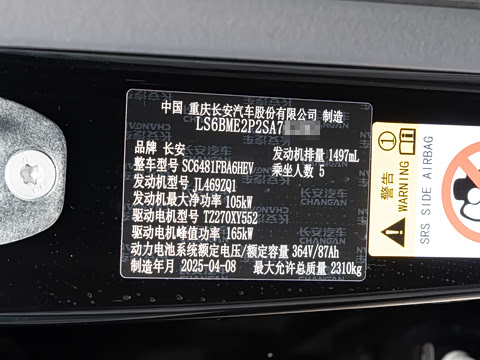 中国 重庆长安汽车股份有限公司 制造
LS6BME2P2SA7
品牌 长安
发动机排量 1497mL
整车型号 SC6481FBA6HEV
乘坐人数 5
发动机型号 JL469ZQ1
发动机最大净功率 105kW
驱动电机型号 TZ270XY552
驱动电机峰值功率 165kW
动力电池系统额定电压/额定容量 364V/87Ah
制造年月 2025-04-08 最大允许总质量 2310kg
长安汽车
CHANGAN
警告
WARNING
SRS SIDE AIRBAG